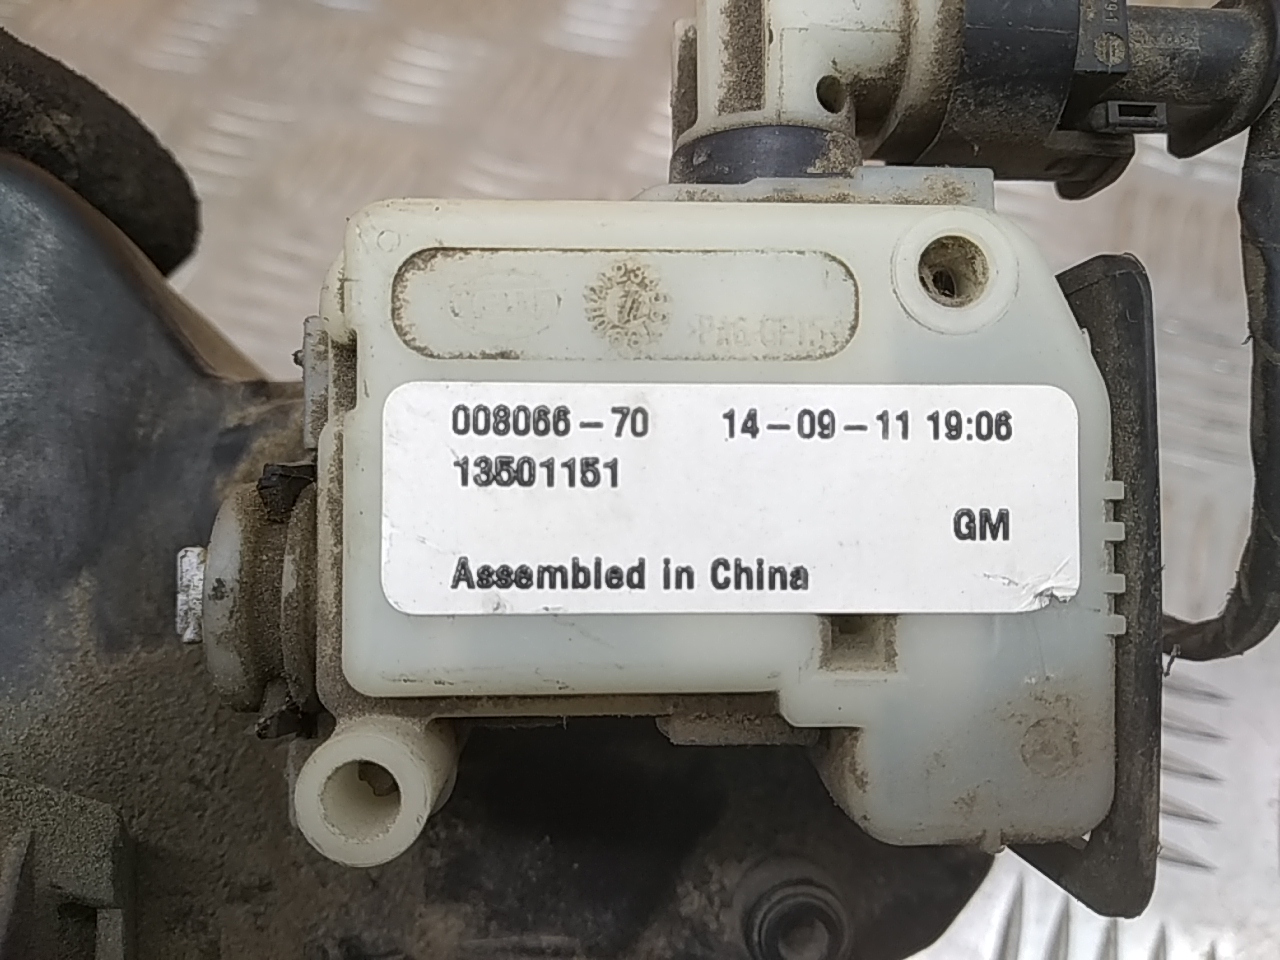 008066-70 14-09-11 19:06
13501151
GM
Assembled in China